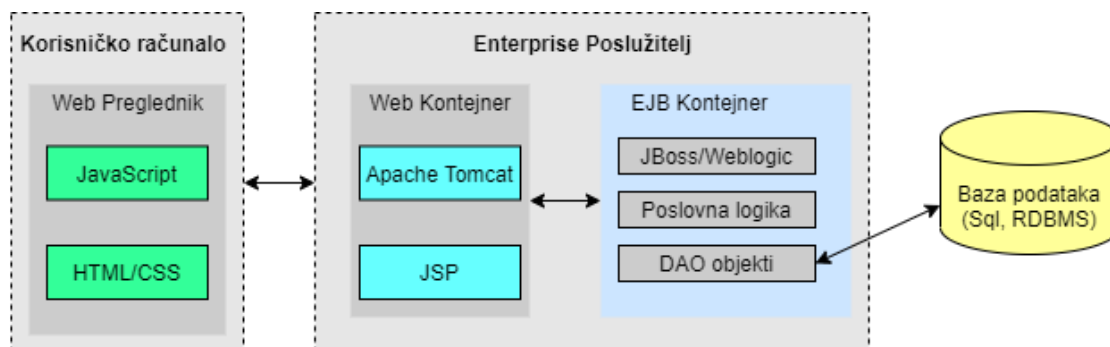 Korisničko računalo
Web Preglednik
JavaScript
HTML/CSS
Enterprise Poslužitelj
Web Kontejner
Apache Tomcat
JSP
EJB Kontejner
JBoss/Weblogic
Poslovna logika
DAO objekti
Baza podataka
(Sql, RDBMS)